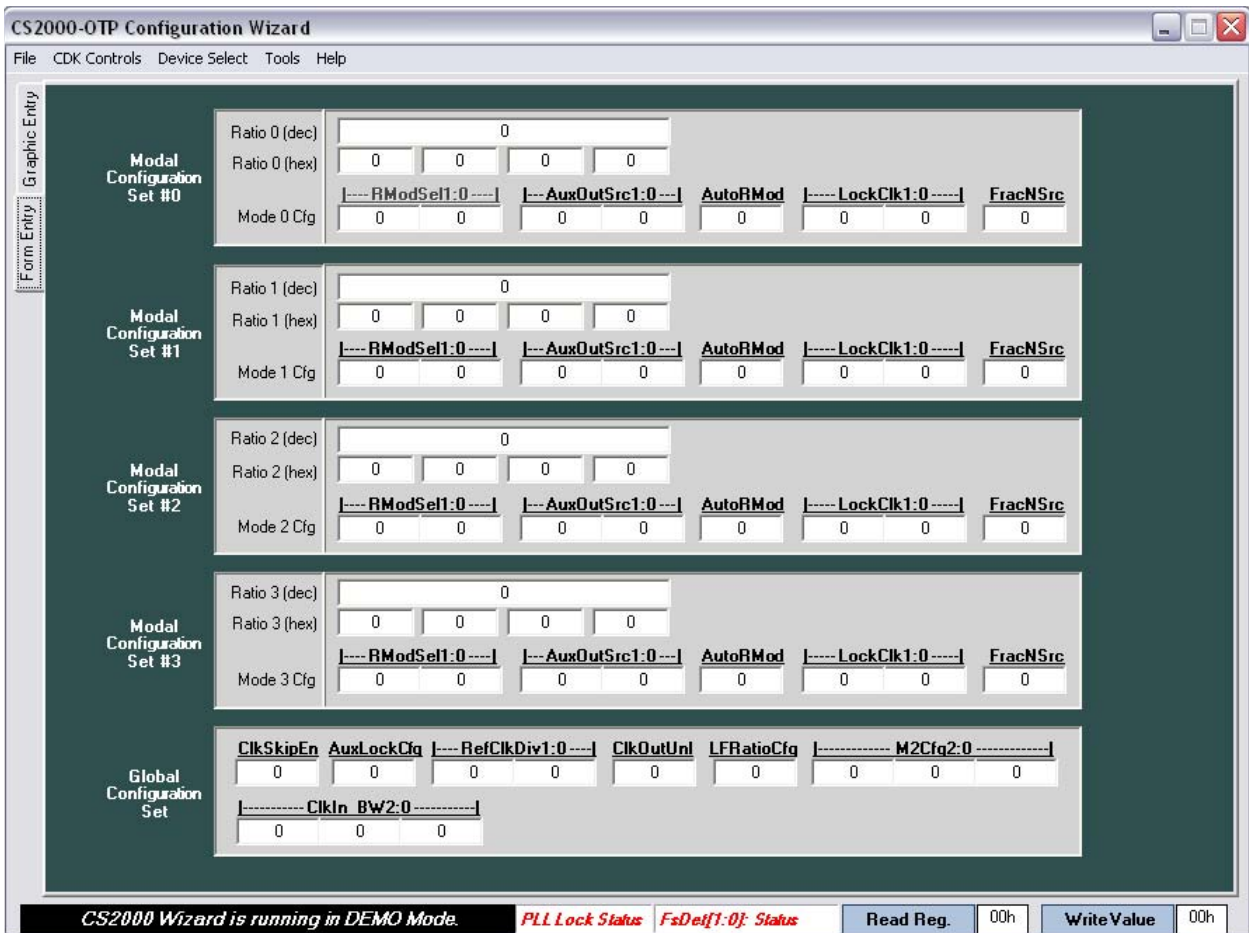 CS2000-OTP Configuration Wizard
File CDK Controls Device Select Tools Help
Graphic Entry
Form Entry
Modal
Configuration
Set #0
Ratio 0 (dec) 0
Ratio 0 (hex) 0 0 0 0
|---- RModSel1:0 ----| |--- AuxOutSrc1:0 ---| AutoRMod |----- LockClk1:0 -----| FracNSrc
Mode 0 Cfg 0 0 0 0 0 0 0 0
Modal
Configuration
Set #1
Ratio 1 (dec) 0
Ratio 1 (hex) 0 0 0 0
|---- RModSel1:0 ----| |--- AuxOutSrc1:0 ---| AutoRMod |----- LockClk1:0 -----| FracNSrc
Mode 1 Cfg 0 0 0 0 0 0 0 0
Modal
Configuration
Set #2
Ratio 2 (dec) 0
Ratio 2 (hex) 0 0 0 0
|---- RModSel1:0 ----| |--- AuxOutSrc1:0 ---| AutoRMod |----- LockClk1:0 -----| FracNSrc
Mode 2 Cfg 0 0 0 0 0 0 0 0
Modal
Configuration
Set #3
Ratio 3 (dec) 0
Ratio 3 (hex) 0 0 0 0
|---- RModSel1:0 ----| |--- AuxOutSrc1:0 ---| AutoRMod |----- LockClk1:0 -----| FracNSrc
Mode 3 Cfg 0 0 0 0 0 0 0 0
Global
Configuration
Set
ClkSkipEn AuxLockCfg |---- RefClkDiv1:0 ----| ClkOutUnl LFRatioCfg |------------ M2Cfg2:0 ------------|
0 0 0 0 0 0 0 0 0
|----------- ClkIn_BW2:0 -----------|
0 0 0
CS2000 Wizard is running in DEMO Mode. PLL Lock Status FsDet[1:0]: Status Read Reg. 00h Write Value 00h